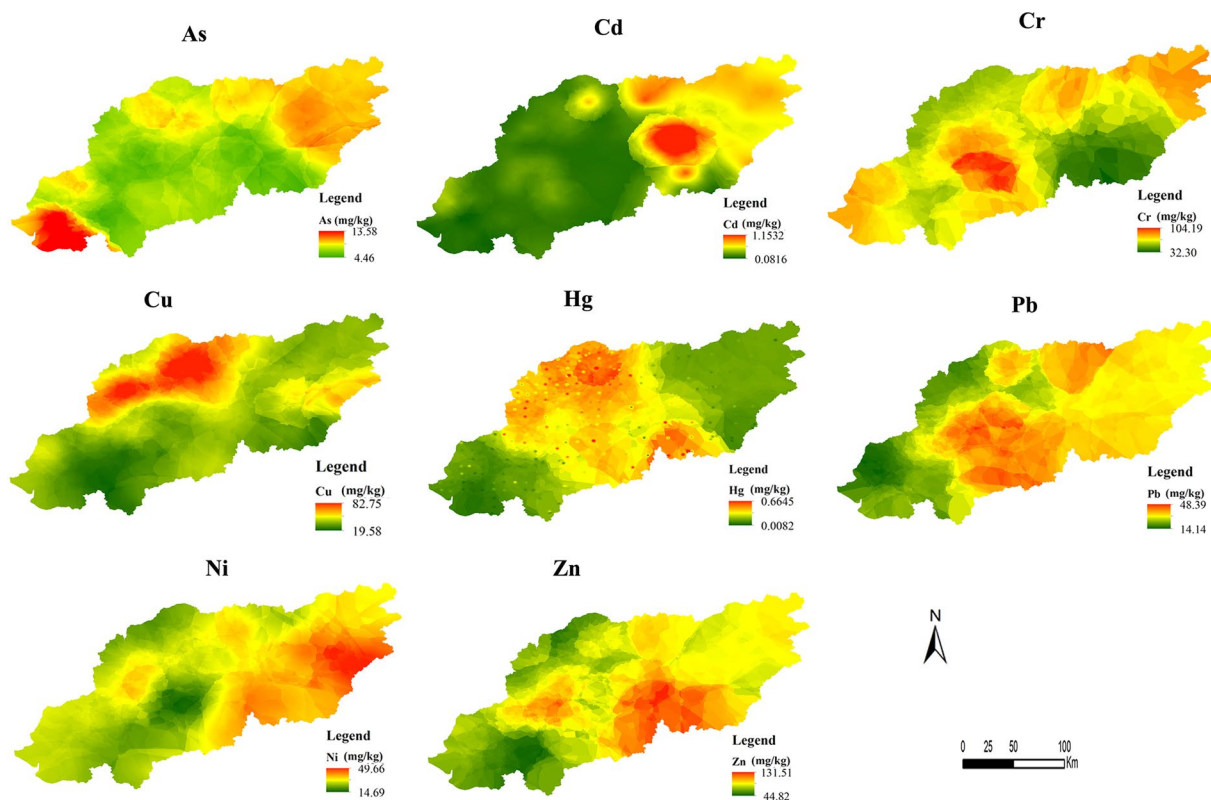 As
Legend
As (mg/kg)
13.58
4.46
Cd
Legend
Cd (mg/kg)
1.1532
0.0816
Cr
Legend
Cr (mg/kg)
104.19
32.30
Cu
Legend
Cu (mg/kg)
82.75
19.58
Hg
Legend
Hg (mg/kg)
0.6645
0.0082
Pb
Legend
Pb (mg/kg)
48.39
14.14
Ni
Legend
Ni (mg/kg)
49.66
14.69
Zn
Legend
Zn (mg/kg)
131.51
44.82
N
0 25 50 100
Km